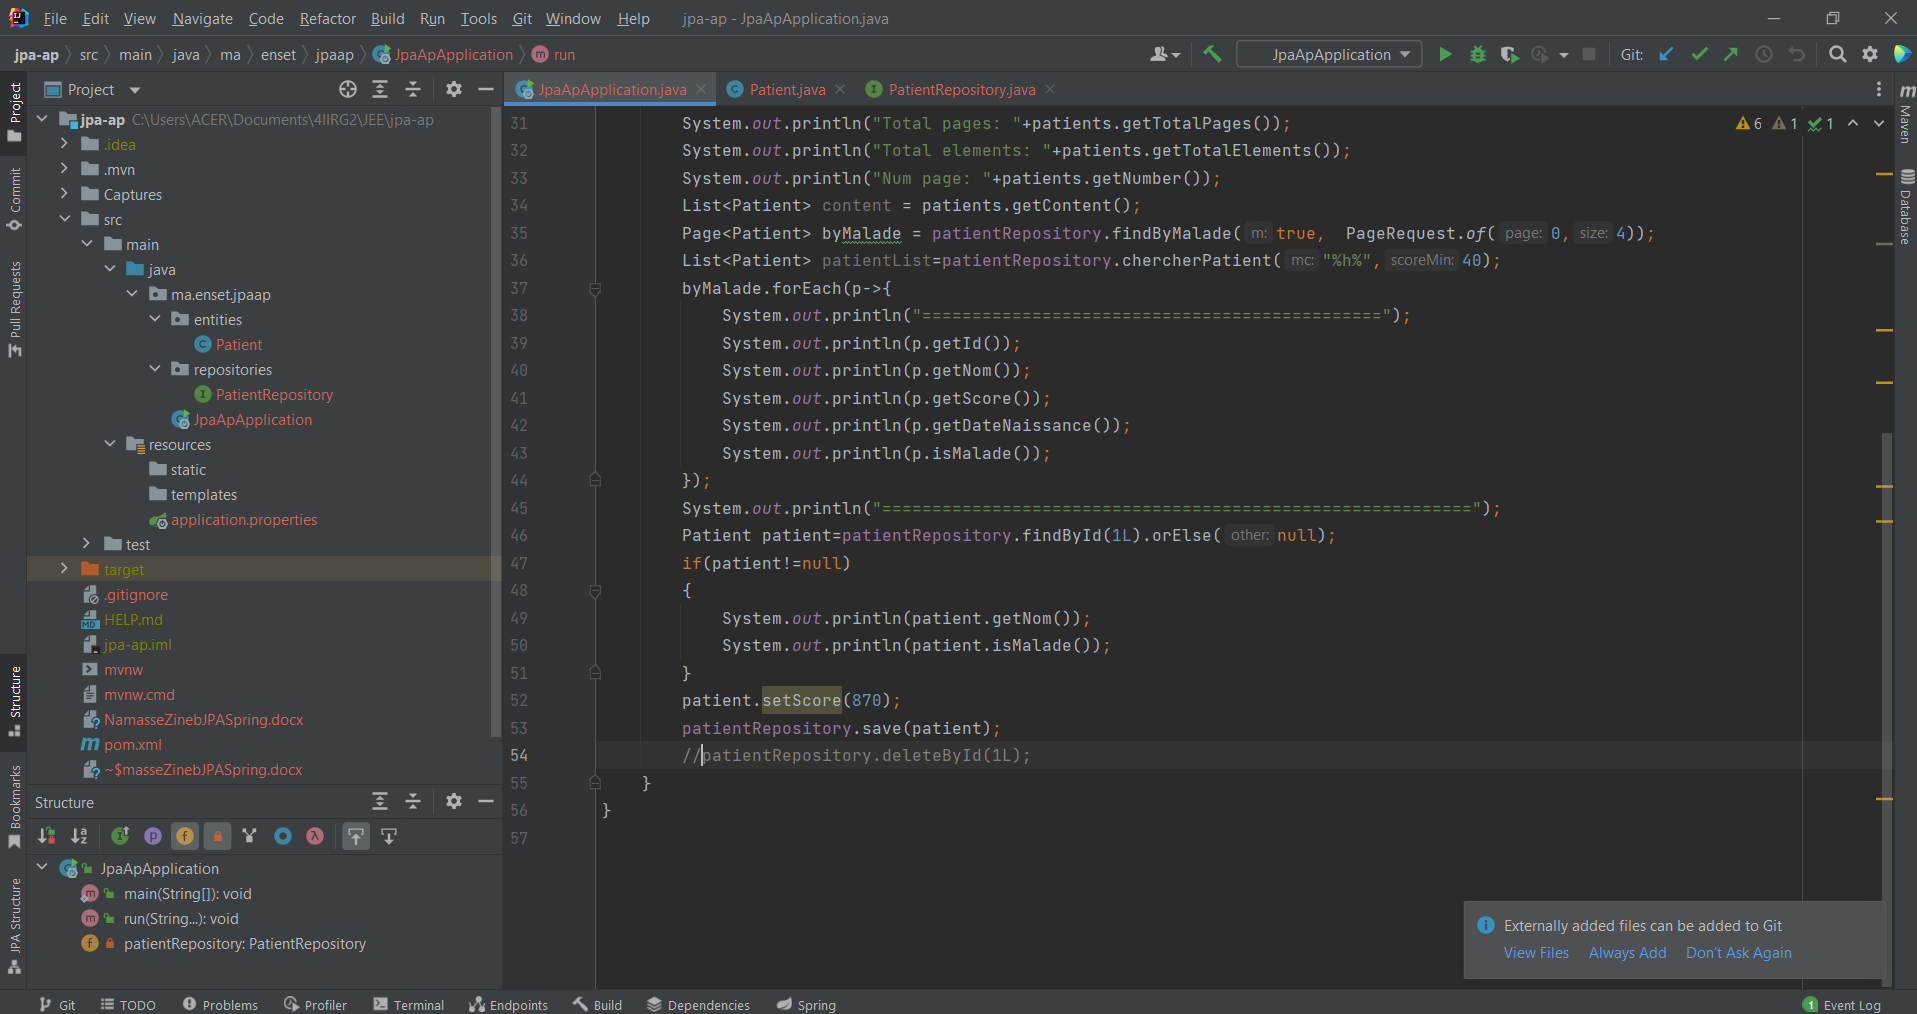 File Edit View Navigate Code Refactor Build Run Tools Git Window Help jpa-ap - JpaApApplication.java
jpa-ap src main java ma enset jpaap JpaApApplication run
JpaApApplication Git:
Project
JpaApApplication.java Patient.java PatientRepository.java
jpa-ap C:\Users\ACER\Documents\4IIRG2\JEE\jpa-ap
.idea
.mvn
Captures
src
main
java
ma.enset.jpaap
entities
Patient
repositories
PatientRepository
JpaApApplication
resources
static
templates
application.properties
test
target
.gitignore
HELP.md
jpa-ap.iml
mvnw
mvnw.cmd
NamasseZinebJPASpring.docx
pom.xml
~$masseZinebJPASpring.docx
Structure
JpaApApplication
main(String[]): void
run(String...): void
patientRepository: PatientRepository
Project
Commit
Pull Requests
Structure
Bookmarks
JPA Structure
6 1 1
31 System.out.println("Total pages: "+patients.getTotalPages());
32 System.out.println("Total elements: "+patients.getTotalElements());
33 System.out.println("Num page: "+patients.getNumber());
34 List<Patient> content = patients.getContent();
35 Page<Patient> byMalade = patientRepository.findByMalade( m: true, PageRequest.of( page: 0, size: 4));
36 List<Patient> patientList=patientRepository.chercherPatient( mc: "%h%", scoreMin: 40);
37 byMalade.forEach(p->{
38 System.out.println("==============================================");
39 System.out.println(p.getId());
40 System.out.println(p.getNom());
41 System.out.println(p.getScore());
42 System.out.println(p.getDateNaissance());
43 System.out.println(p.isMalade());
44 });
45 System.out.println("===========================================================");
46 Patient patient=patientRepository.findById(1L).orElse( other: null);
47 if(patient!=null)
48 {
49 System.out.println(patient.getNom());
50 System.out.println(patient.isMalade());
51 }
52 patient.setScore(870);
53 patientRepository.save(patient);
54 //patientRepository.deleteById(1L);
55 }
56 }
57
Maven
Database
Externally added files can be added to Git
View Files Always Add Don't Ask Again
Git TODO Problems Profiler Terminal Endpoints Build Dependencies Spring 1 Event Log